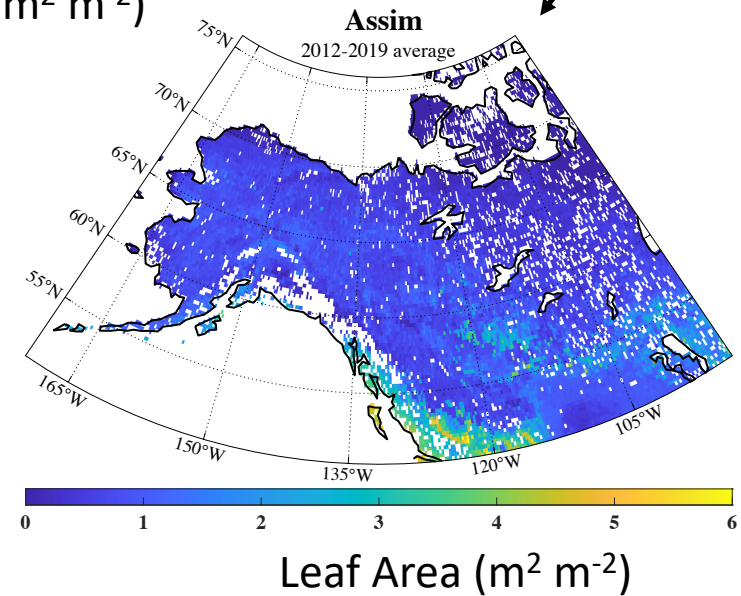 m² m⁻²)
Assim
2012-2019 average
75°N
70°N
65°N
60°N
55°N
165°W
150°W
135°W
120°W
105°W
0 1 2 3 4 5 6
Leaf Area (m² m⁻²)